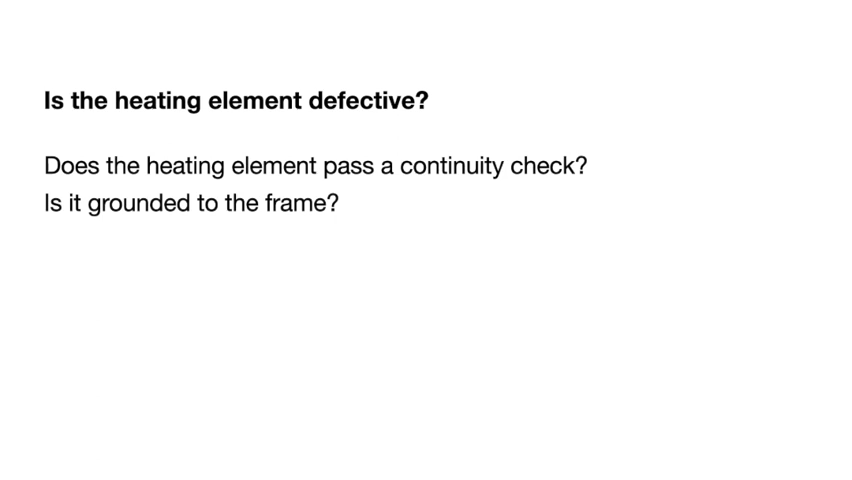 Is the heating element defective?
Does the heating element pass a continuity check?
Is it grounded to the frame?